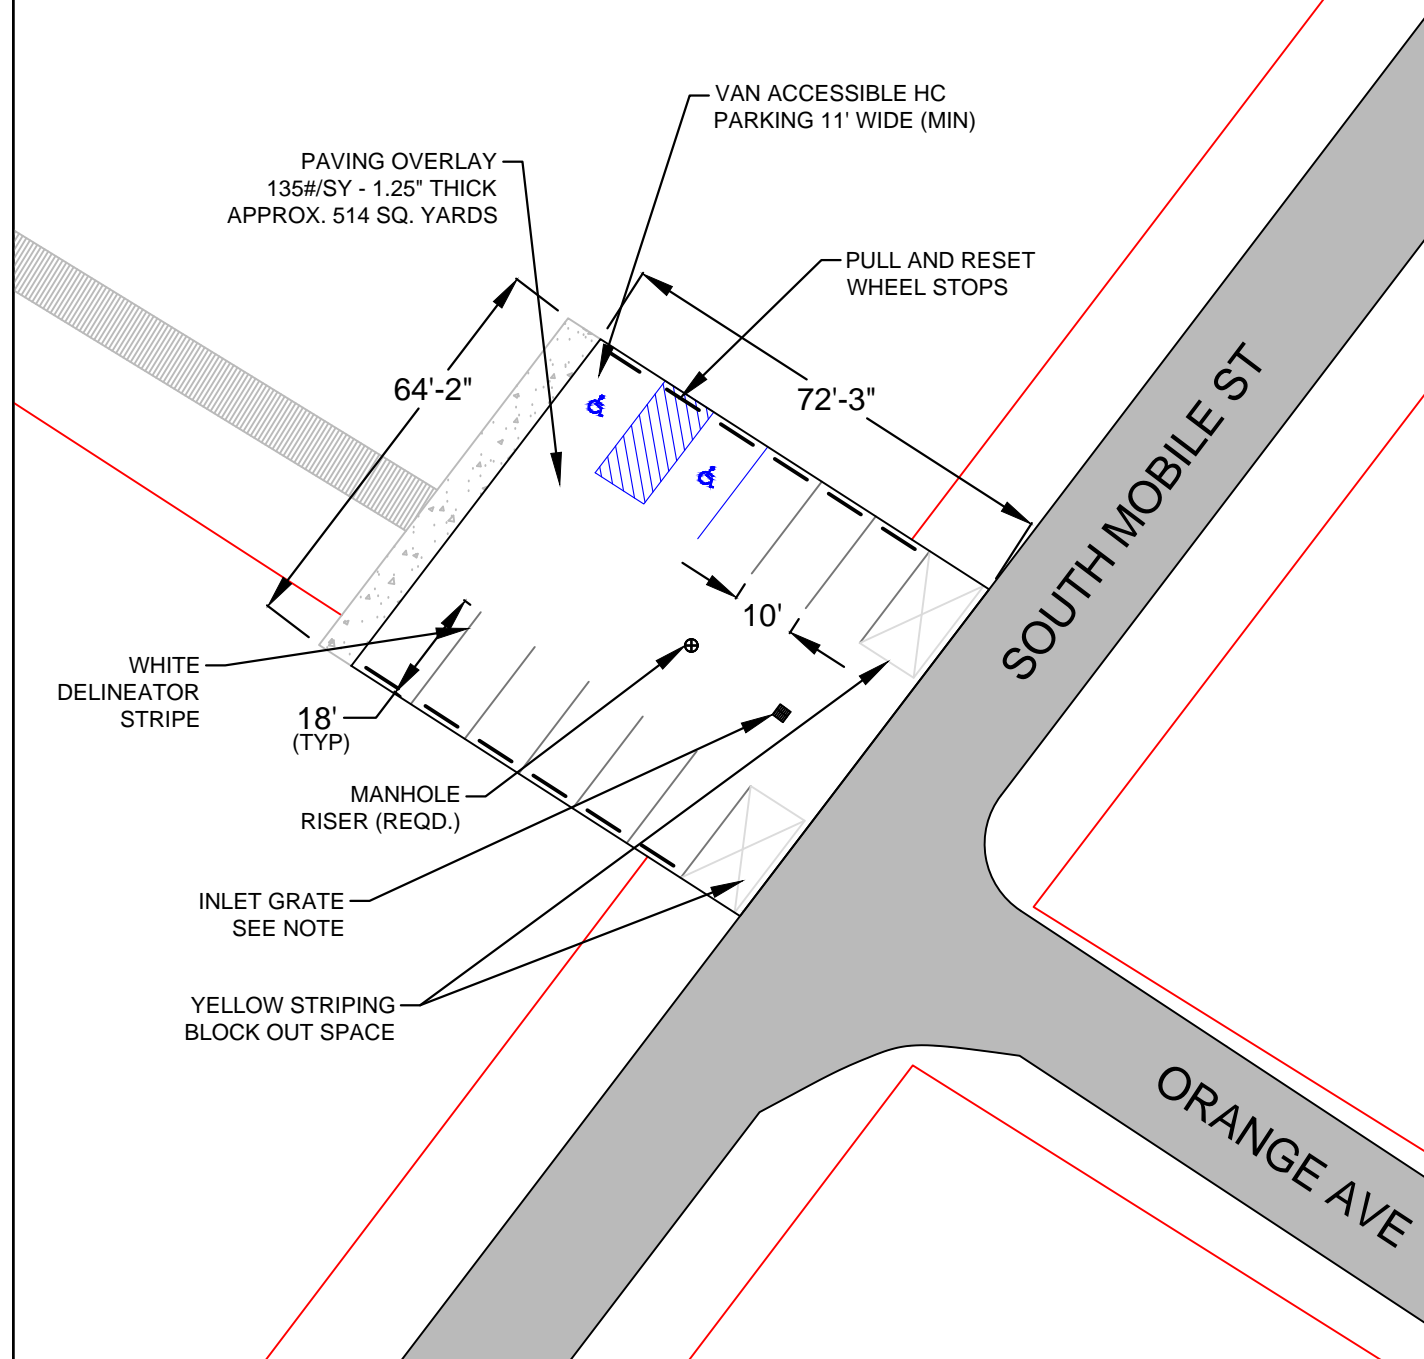 VAN ACCESSIBLE HC
PARKING 11' WIDE (MIN)
PAVING OVERLAY
135#/SY - 1.25" THICK
APPROX. 514 SQ. YARDS
PULL AND RESET
WHEEL STOPS
64'-2"
72'-3"
SOUTH MOBILE ST
10'
WHITE
DELINEATOR
STRIPE
18'
(TYP)
MANHOLE
RISER (REQD.)
INLET GRATE
SEE NOTE
YELLOW STRIPING
BLOCK OUT SPACE
ORANGE AVE